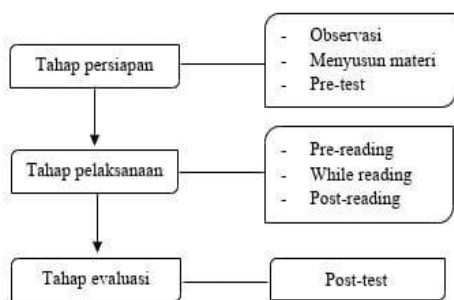 Tahap persiapan
- Observasi
- Menyusun materi
- Pre-test
Tahap pelaksanaan
- Pre-reading
- While reading
- Post-reading
Tahap evaluasi
Post-test